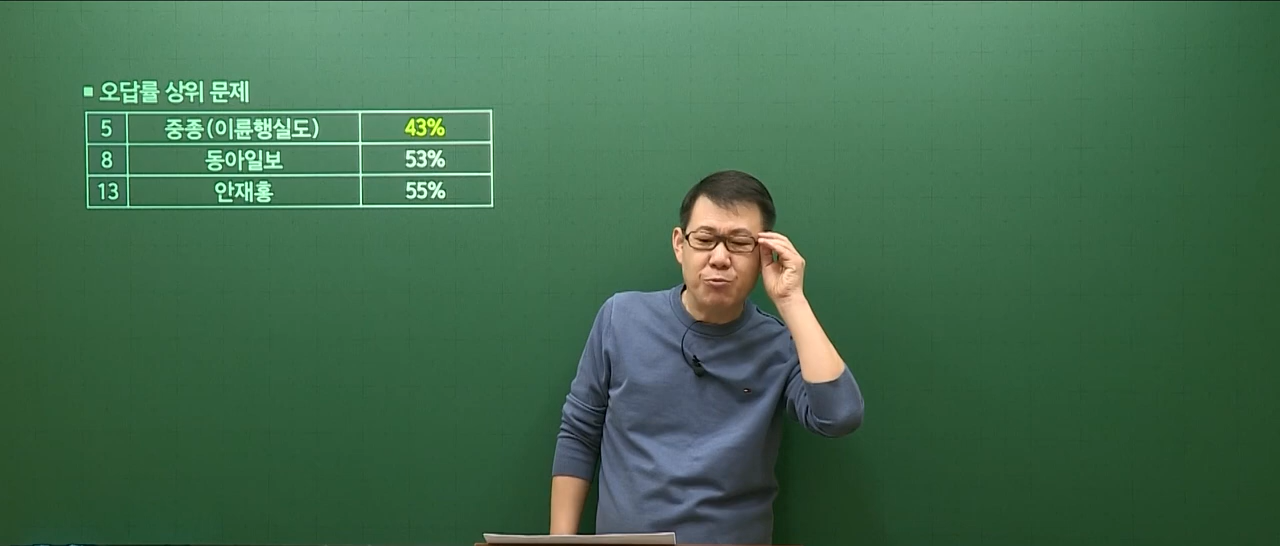 ■ 오답률 상위 문제
5 중종(이륜행실도) 43%
8 동아일보 53%
13 안재홍 55%